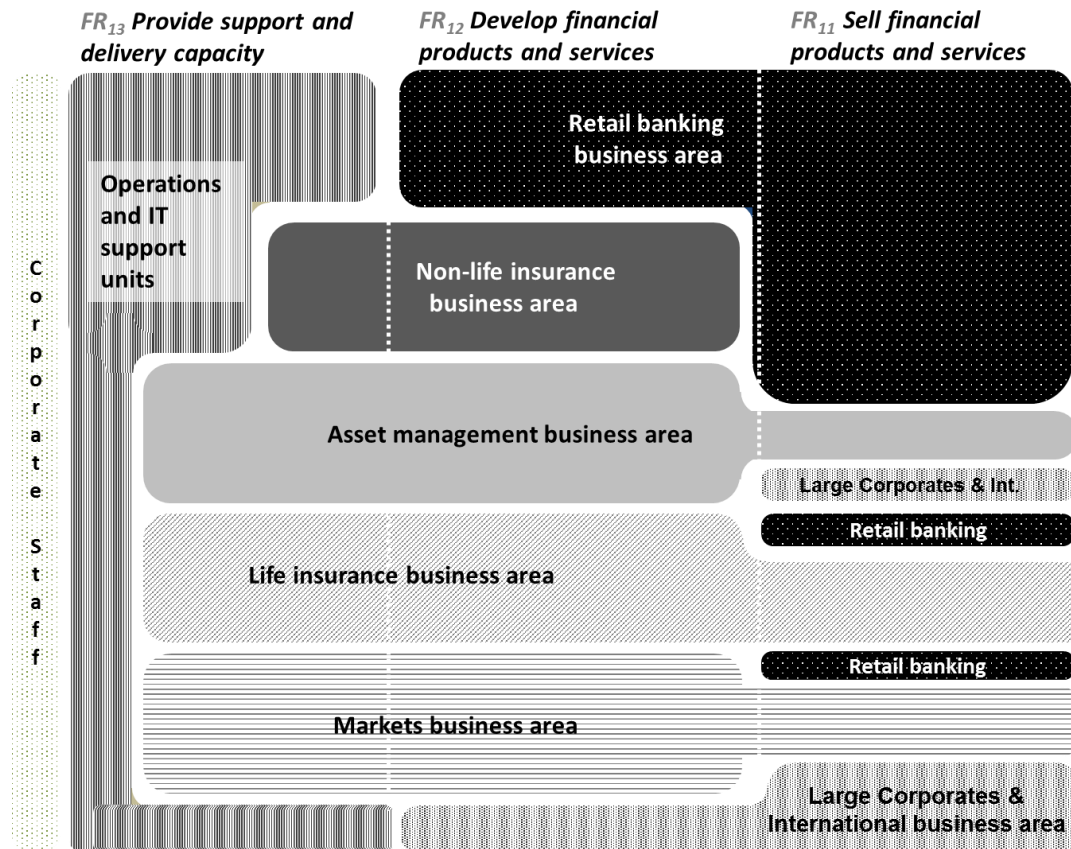 FR13 Provide support and
delivery capacity
FR12 Develop financial
products and services
FR11 Sell financial
products and services
Retail banking
business area
Operations
and IT
support
units
Non-life insurance
business area
Corporate Staff
Asset management business area
Large Corporates & Int.
Retail banking
Life insurance business area
Retail banking
Markets business area
Large Corporates &
International business area